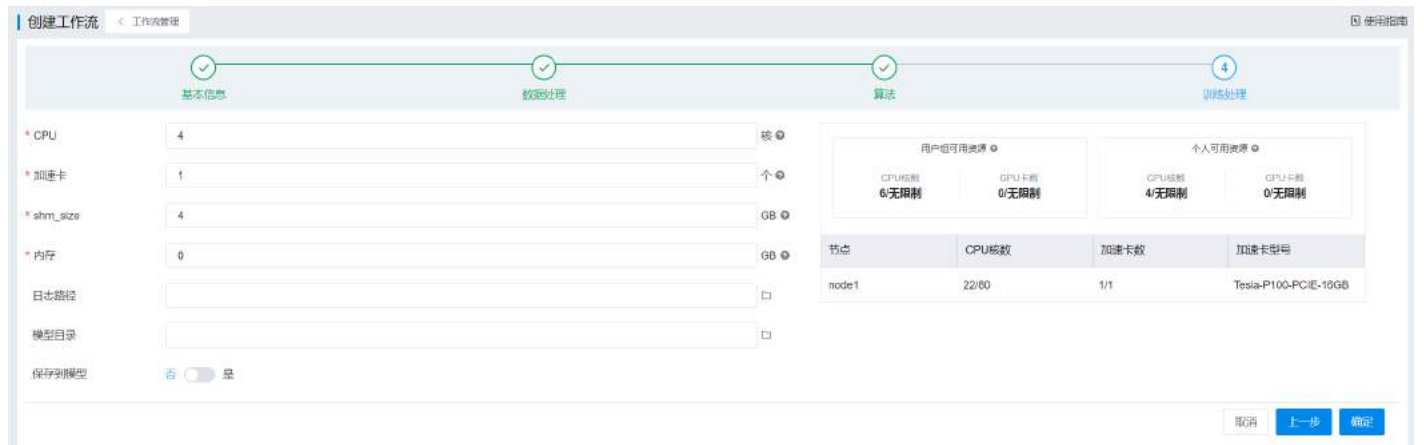 创建工作流 < 工作流管理 使用指南
4
基本信息 数据处理 算法 训练处理
* CPU 4 核
* 加速卡 1 个
* shm_size 4 GB
* 内存 0 GB
日志路径
模型目录
保存到模型 否 是
用户组可用资源 个人可用资源
CPU核数 GPU卡数 CPU核数 GPU卡数
6/无限制 0/无限制 4/无限制 0/无限制
节点 CPU核数 加速卡数 加速卡型号
node1 22/80 1/1 Tesla-P100-PCIE-16GB
取消 上一步 确定